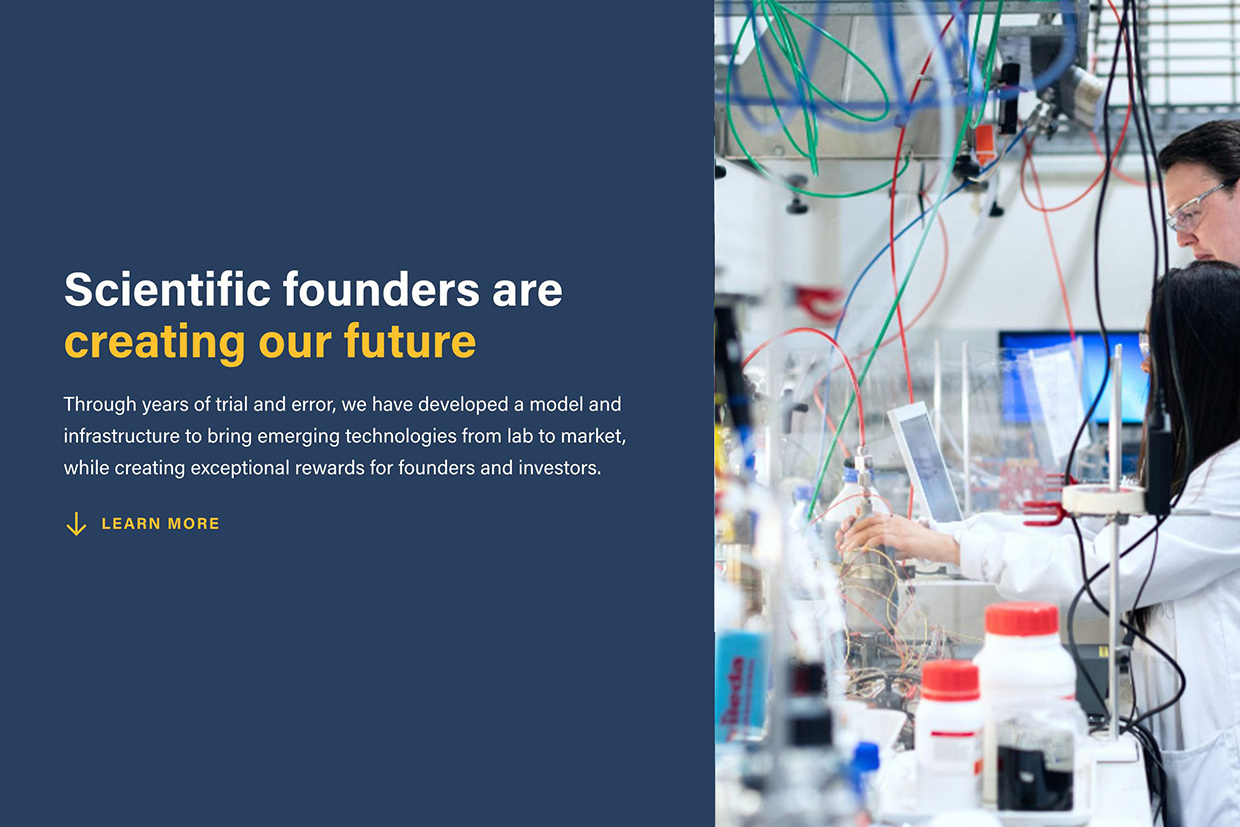 Scientific founders are
creating our future
Through years of trial and error, we have developed a model and
infrastructure to bring emerging technologies from lab to market,
while creating exceptional rewards for founders and investors.
LEARN MORE